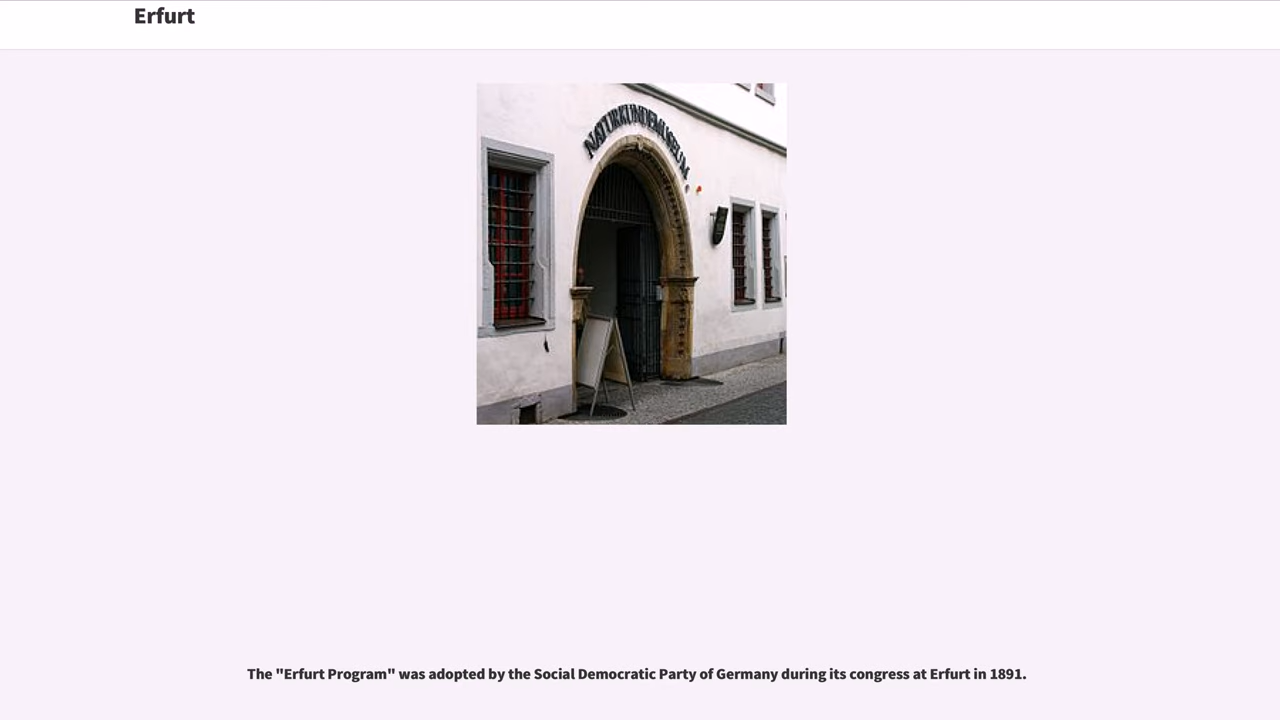 Erfurt
NATURKUNDEMUSEUM
The "Erfurt Program" was adopted by the Social Democratic Party of Germany during its congress at Erfurt in 1891.